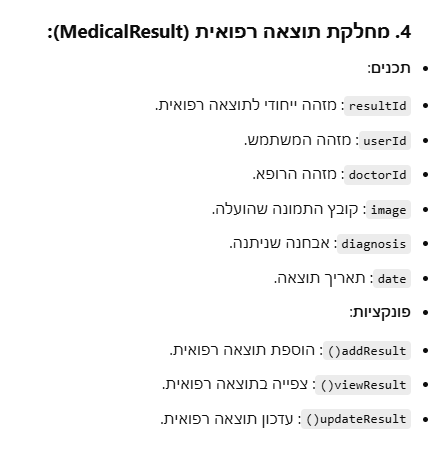 4. מחלקת תוצאה רפואית (MedicalResult):
תכנים:
resultId: מזהה ייחודי לתוצאה רפואית.
userId: מזהה המשתמש.
doctorId: מזהה הרופא.
image: קובץ התמונה שהועלה.
diagnosis: אבחנה שניתנה.
date: תאריך תוצאה.
פונקציות:
addResult(): הוספת תוצאה רפואית.
viewResult(): צפייה בתוצאה רפואית.
updateResult(): עדכון תוצאה רפואית.